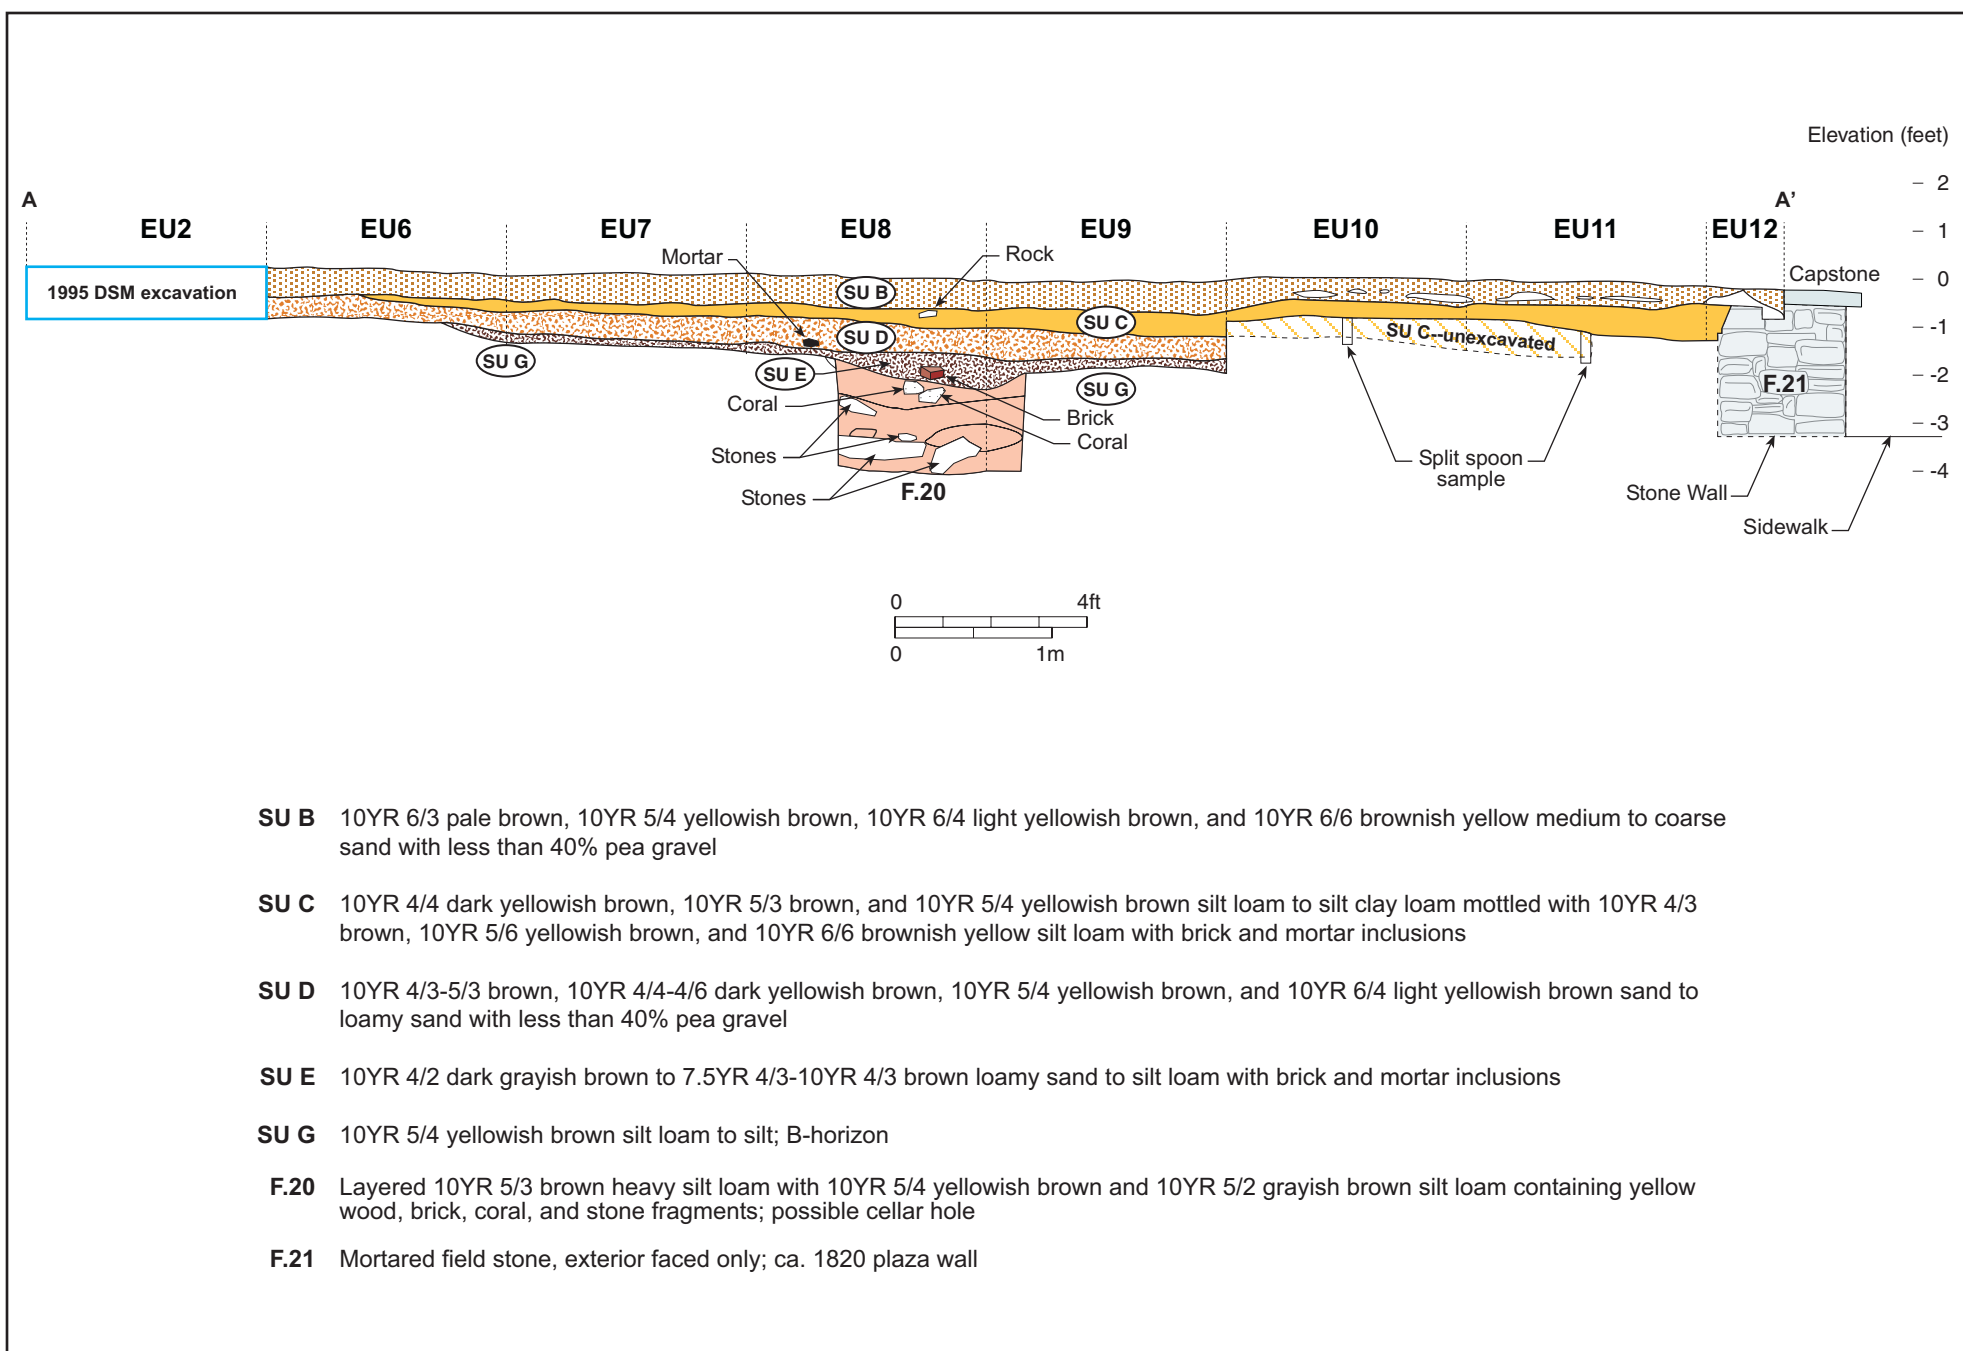 Elevation (feet)
2
A
A’
EU2
EU6
EU7
EU8
EU9
EU10
EU11
EU12
1
Mortar
Rock
Capstone
0
1995 DSM excavation
SU B
SU C
-1
SU D
SU C--unexcavated
SU G
SU E
-2
SU G
F.21
Coral
Brick
-3
Coral
Stones
Split spoon
sample
-4
Stones
F.20
Stone Wall
Sidewalk
0
4ft
0
1m
SU B 10YR 6/3 pale brown, 10YR 5/4 yellowish brown, 10YR 6/4 light yellowish brown, and 10YR 6/6 brownish yellow medium to coarse
sand with less than 40% pea gravel
SU C 10YR 4/4 dark yellowish brown, 10YR 5/3 brown, and 10YR 5/4 yellowish brown silt loam to silt clay loam mottled with 10YR 4/3
brown, 10YR 5/6 yellowish brown, and 10YR 6/6 brownish yellow silt loam with brick and mortar inclusions
SU D 10YR 4/3-5/3 brown, 10YR 4/4-4/6 dark yellowish brown, 10YR 5/4 yellowish brown, and 10YR 6/4 light yellowish brown sand to
loamy sand with less than 40% pea gravel
SU E 10YR 4/2 dark grayish brown to 7.5YR 4/3-10YR 4/3 brown loamy sand to silt loam with brick and mortar inclusions
SU G 10YR 5/4 yellowish brown silt loam to silt; B-horizon
F.20 Layered 10YR 5/3 brown heavy silt loam with 10YR 5/4 yellowish brown and 10YR 5/2 grayish brown silt loam containing yellow
wood, brick, coral, and stone fragments; possible cellar hole
F.21 Mortared field stone, exterior faced only; ca. 1820 plaza wall